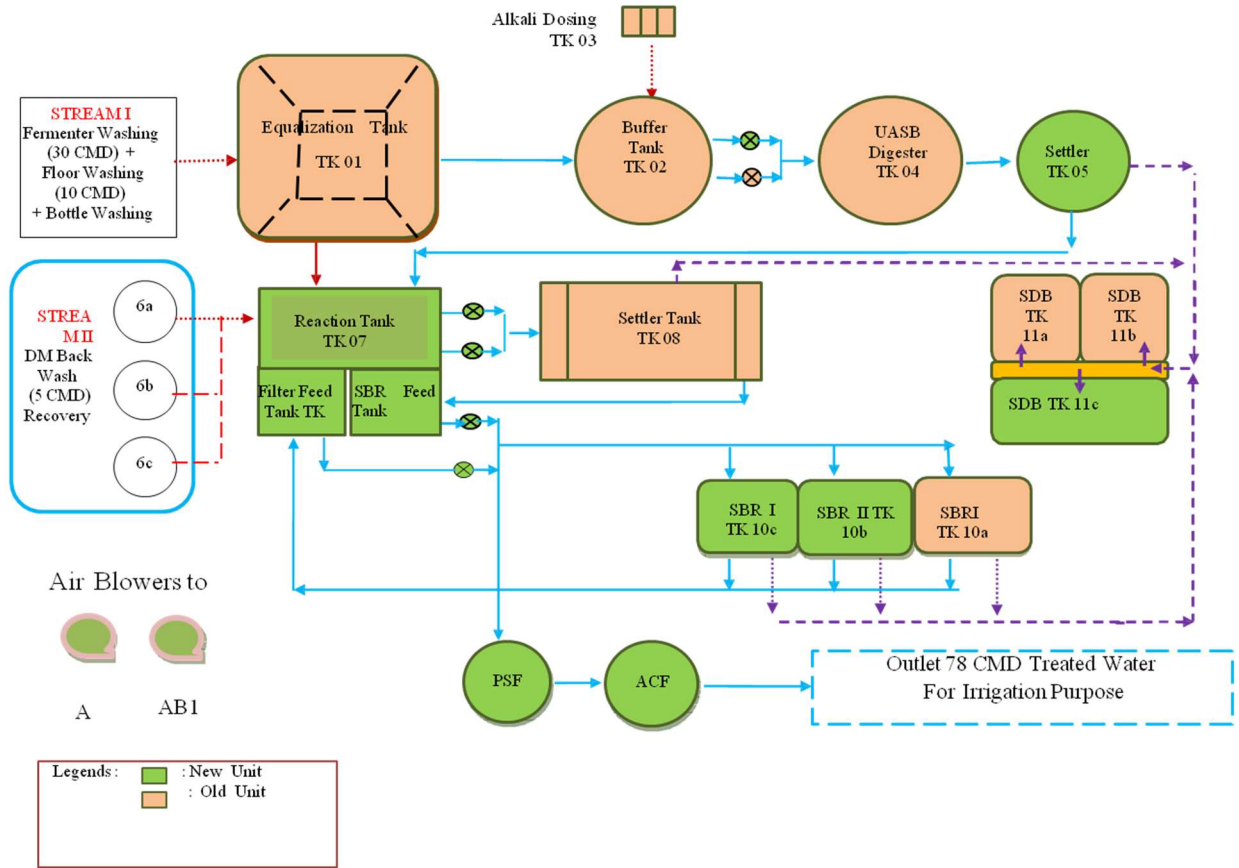 Alkali Dosing
TK 03
STREAM I
Fermenter Washing
(30 CMD) +
Floor Washing
(10 CMD)
+ Bottle Washing
Equalization Tank
TK 01
Buffer
Tank
TK 02
UASB
Digester
TK 04
Settler
TK 05
STREA
M II
DM Back
Wash
(5 CMD)
Recovery
6a
6b
6c
Reaction Tank
TK 07
Filter Feed
Tank TK
SBR Feed
Tank
Settler Tank
TK 08
SDB
TK
11a
SDB
TK
11b
SDB TK 11c
SBR I
TK 10c
SBR II TK
10b
SBRI
TK 10a
Air Blowers to
A
AB1
PSF
ACF
Outlet 78 CMD Treated Water
For Irrigation Purpose
Legends :
: New Unit
: Old Unit